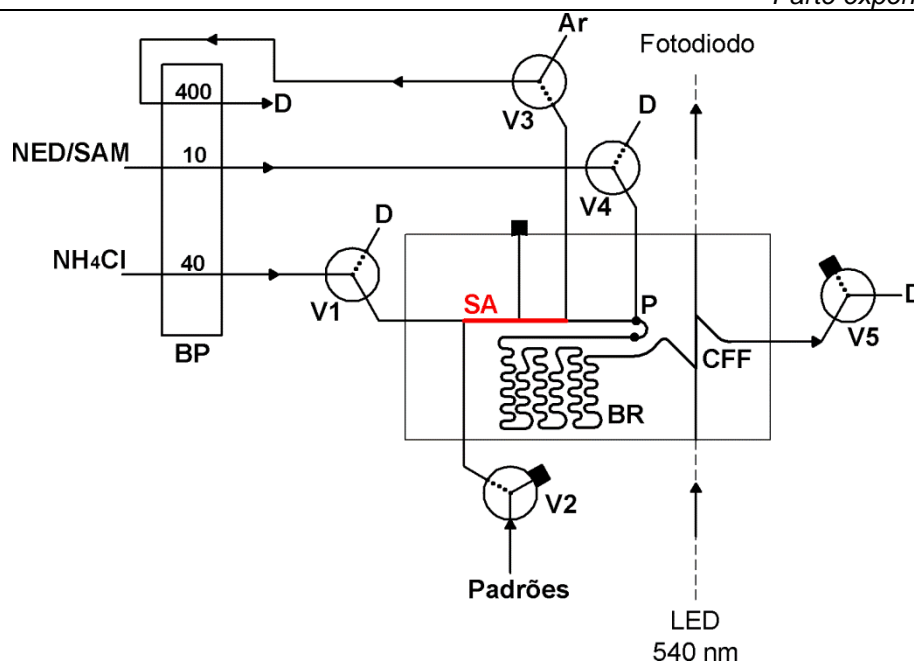 Parte experi
Ar
Fotodiodo
400
D
V3
D
NED/SAM
10
V4
D
NH₄Cl
40
V1
SA
P
D
BP
CFF
V5
BR
V2
Padrões
LED
540 nm